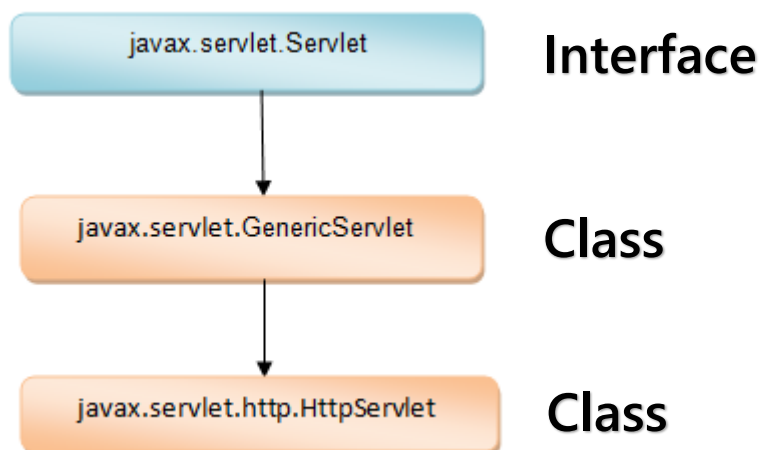 javax.servlet.Servlet
Interface
javax.servlet.GenericServlet
Class
javax.servlet.http.HttpServlet
Class